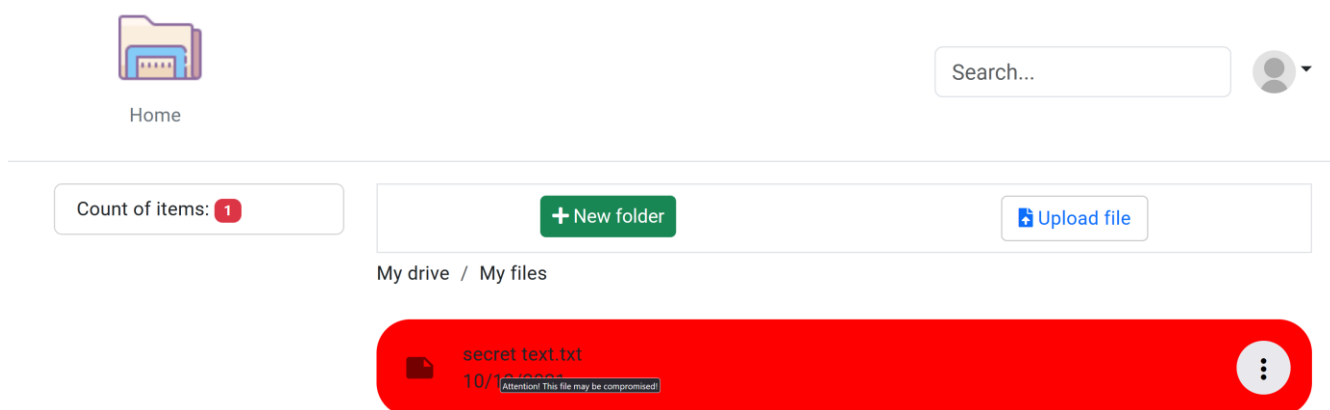 Home
Search...
Count of items: 1
New folder
Upload file
My drive / My files
secret text.txt
Attention! This file may be compromised!